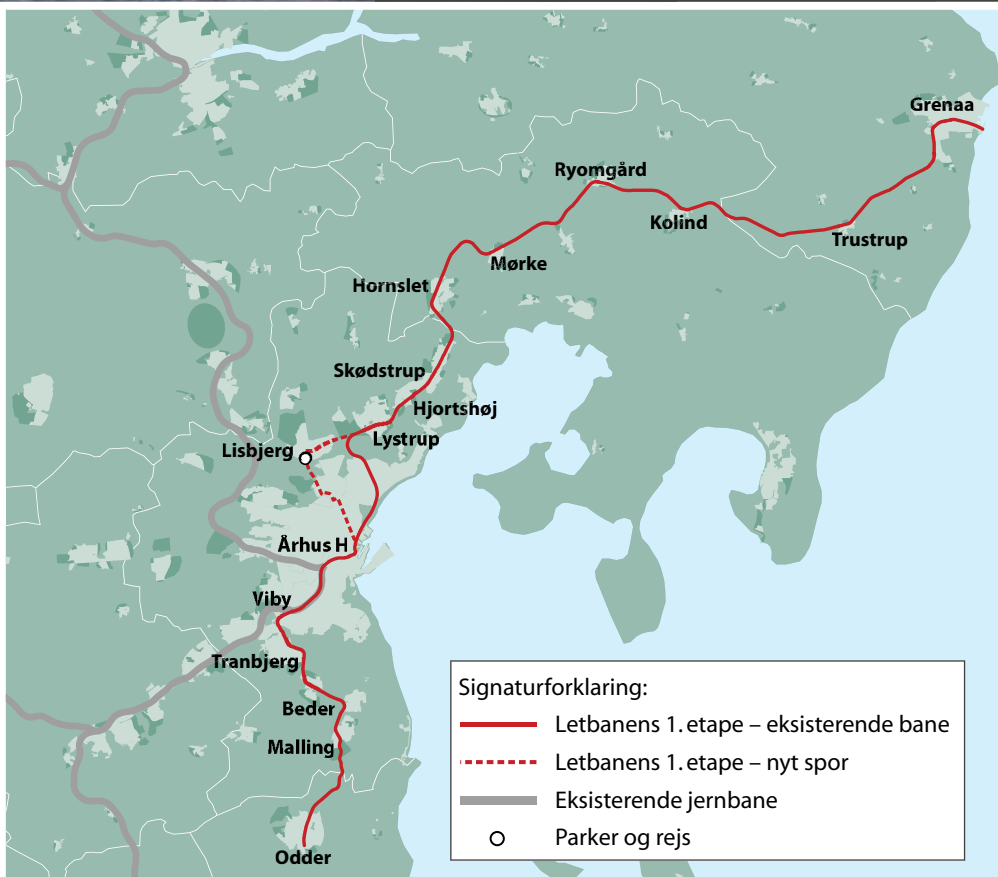 Grenaa
Ryomgård
Kolind
Trustrup
Mørke
Hornslet
Skødstrup
Hjortshøj
Lystrup
Lisbjerg
Århus H
Viby
Tranbjerg
Beder
Malling
Odder
Signaturforklaring:
Letbanens 1. etape – eksisterende bane
Letbanens 1. etape – nyt spor
Eksisterende jernbane
Parker og rejs